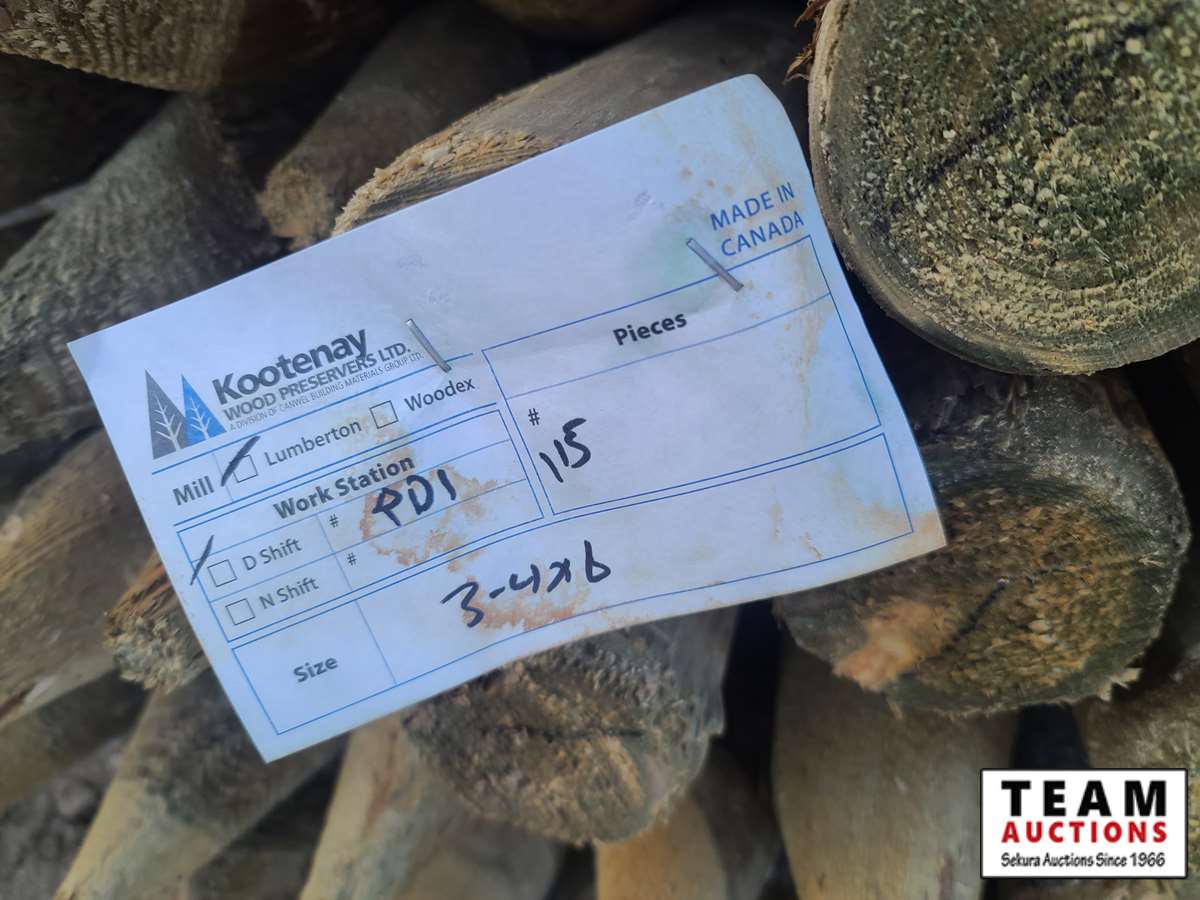 MADE IN
CANADA
Kootenay
WOOD PRESERVERS LTD.
A DIVISION OF CANWEL BUILDING MATERIALS GROUP LTD.
Mill Lumberton Woodex
Pieces
# 115
Work Station
D Shift # PD1
N Shift #
Size 3-4x6
TEAM
AUCTIONS
Sekura Auctions Since 1966